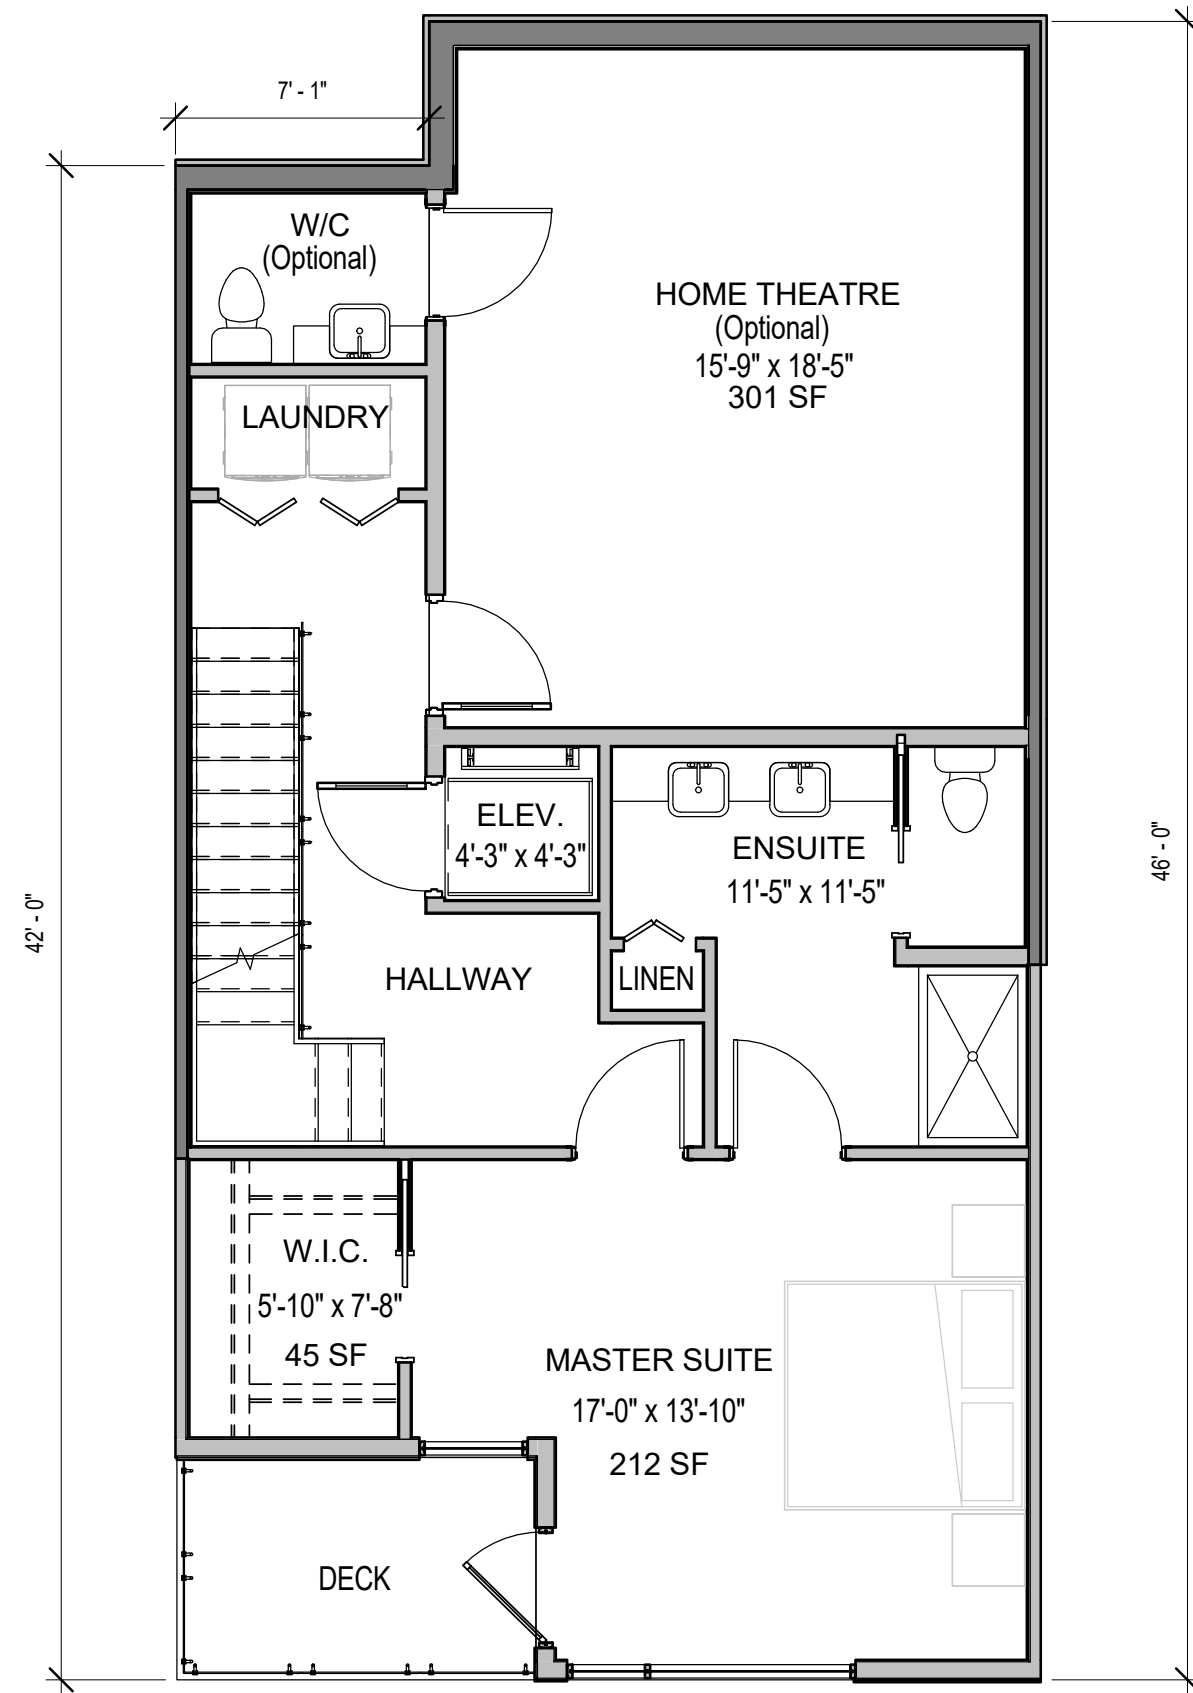 7' - 1"
W/C
(Optional)
HOME THEATRE
(Optional)
15'-9" x 18'-5"
301 SF
LAUNDRY
ELEV.
4'-3" x 4'-3"
ENSUITE
11'-5" x 11'-5"
46' - 0"
42' - 0"
HALLWAY
LINEN
W.I.C.
5'-10" x 7'-8"
45 SF
MASTER SUITE
17'-0" x 13'-10"
212 SF
DECK